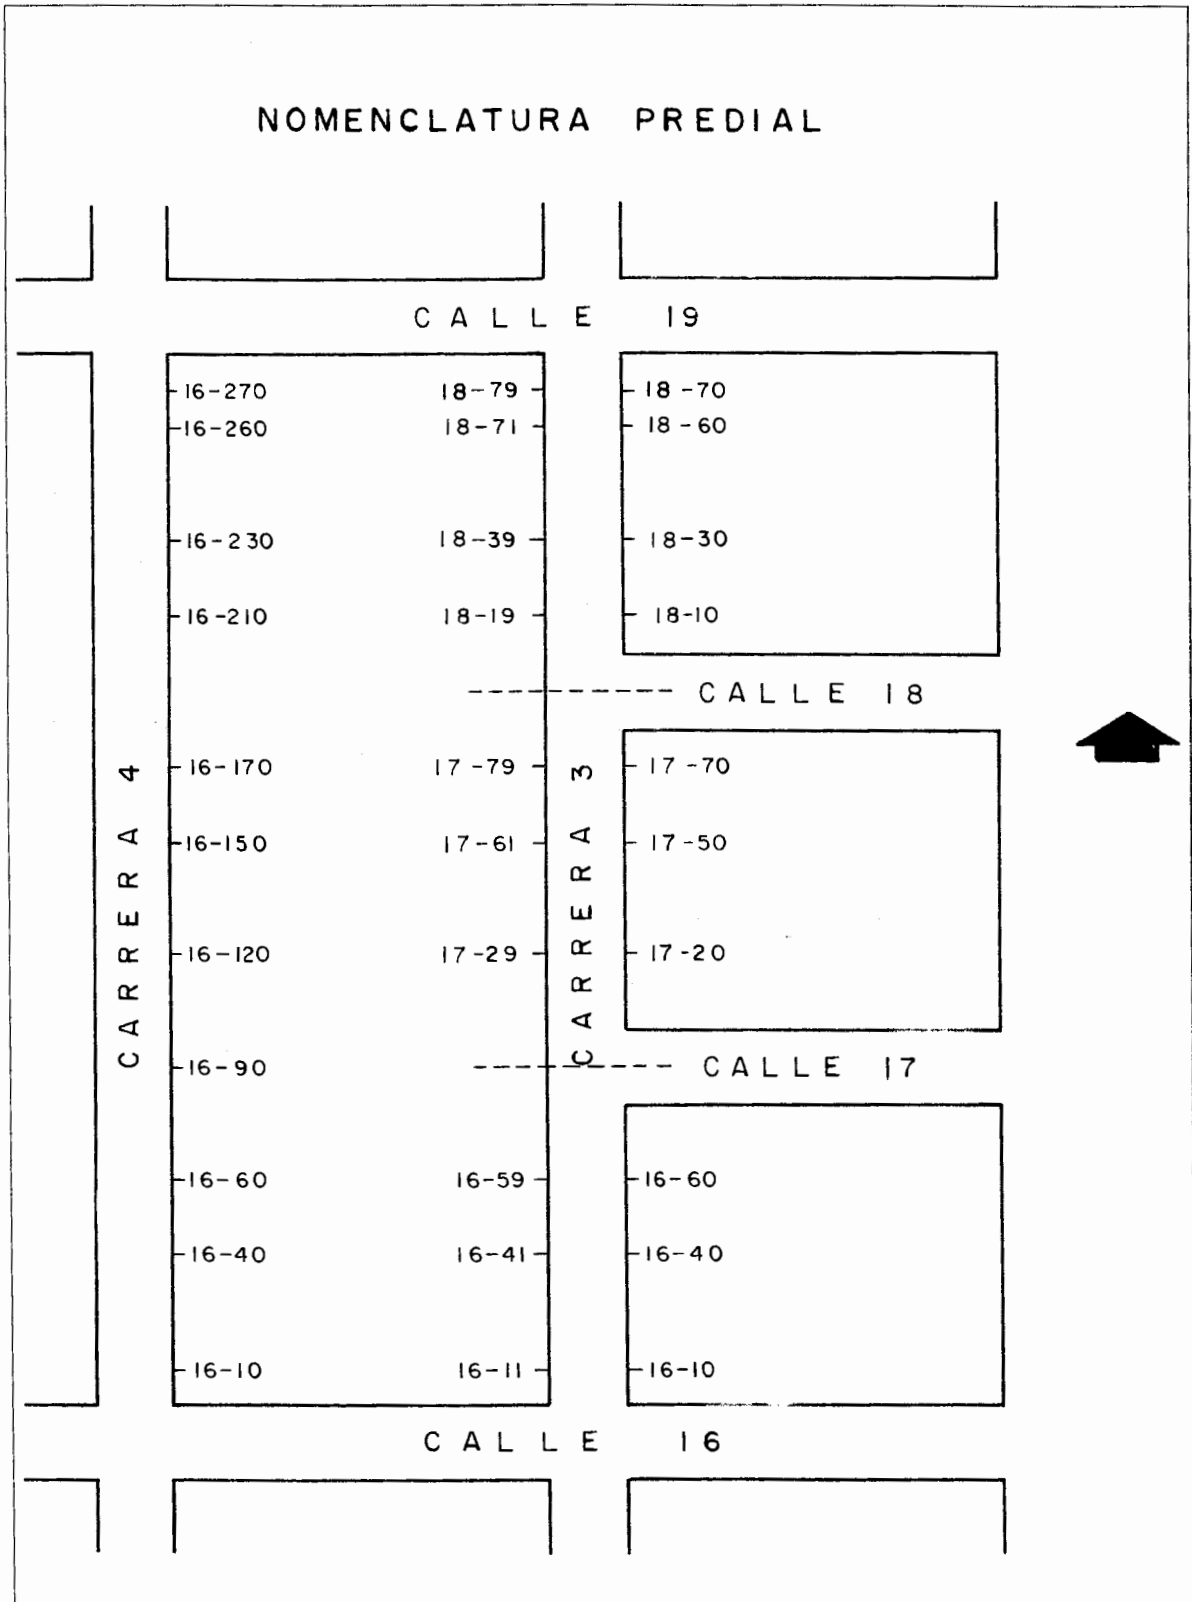 NOMENCLATURA PREDIAL
CALLE 19
16-270 18-79 18-70
16-260 18-71 18-60
16-230 18-39 18-30
16-210 18-19 18-10
CALLE 18
16-170 17-79 17-70
16-150 17-61 17-50
16-120 17-29 17-20
CARRERA 4
CARRERA 3
16-90
CALLE 17
16-60 16-59 16-60
16-40 16-41 16-40
16-10 16-11 16-10
CALLE 16